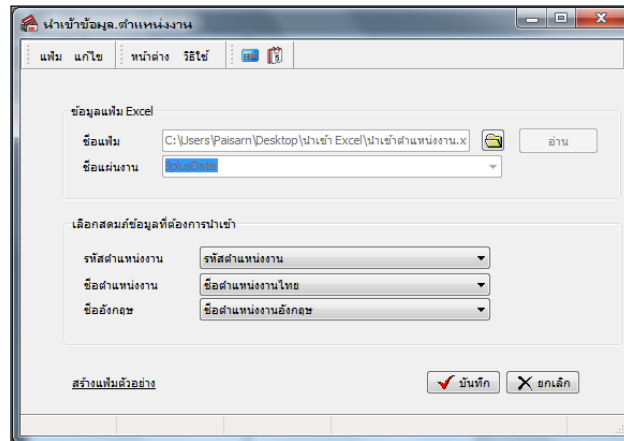 นำเข้าข้อมูล.ตำแหน่งงาน
แฟ้ม แก้ไข หน้าต่าง วิธีใช้
ข้อมูลแฟ้ม Excel
ชื่อแฟ้ม C:\Users\Paisarn\Desktop\นำเข้า Excel\นำเข้าตำแหน่งงาน.x อ่าน
ชื่อแผ่นงาน BplusData
เลือกสดมภ์ข้อมูลที่ต้องการนำเข้า
รหัสตำแหน่งงาน รหัสตำแหน่งงาน
ชื่อตำแหน่งงาน ชื่อตำแหน่งงานไทย
ชื่ออังกฤษ ชื่อตำแหน่งงานอังกฤษ
สร้างแฟ้มตัวอย่าง บันทึก ยกเลิก